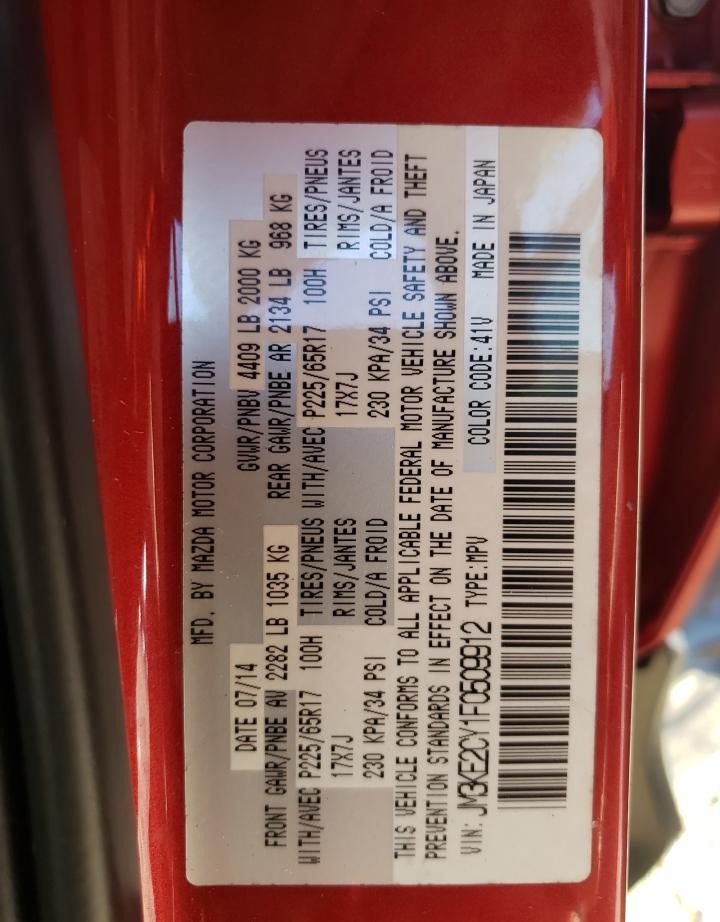 MFD. BY MAZDA MOTOR CORPORATION
DATE 07/14 GVWR/PNBV 4409 LB 2000 KG
FRONT GAWR/PNBE AV 2282 LB 1035 KG REAR GAWR/PNBE AR 2134 LB 968 KG
WITH/AVEC P225/65R17 100H TIRES/PNEUS WITH/AVEC P225/65R17 100H TIRES/PNEUS
17X7J RIMS/JANTES 17X7J RIMS/JANTES
230 KPA/34 PSI COLD/A FROID 230 KPA/34 PSI COLD/A FROID
THIS VEHICLE CONFORMS TO ALL APPLICABLE FEDERAL MOTOR VEHICLE SAFETY AND THEFT
PREVENTION STANDARDS IN EFFECT ON THE DATE OF MANUFACTURE SHOWN ABOVE.
VIN: JM3KE2CY1F0509912 TYPE:MPV COLOR CODE:41V MADE IN JAPAN